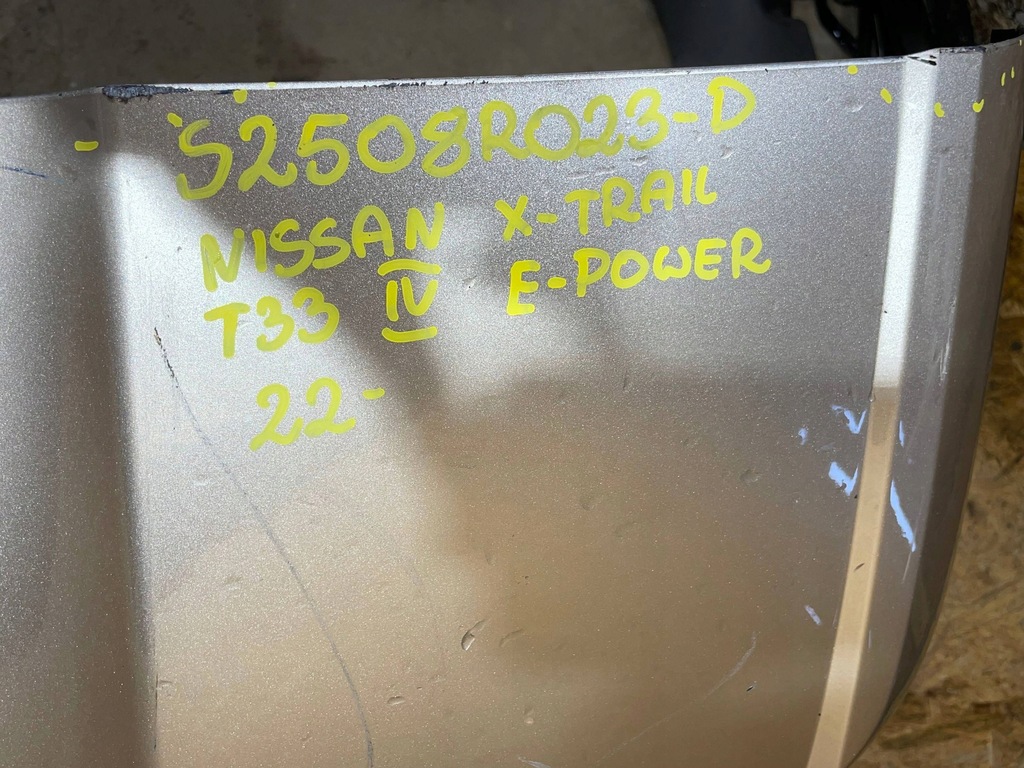 S2508R023-D
NISSAN X-TRAIL
T33 IV E-POWER
22-